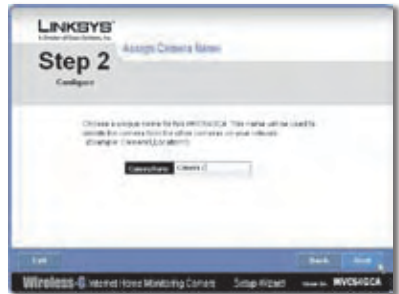 LINKSYS
A Division of Cisco Systems, Inc.
Assign Camera Name
Step 2
Configure
Choose a unique name for this WVC54GCA. This name will be used to
identify the camera from the other cameras on your network.
(Example: Camera1,Location1)
Camera Name
Exit
Back
Next
Wireless-G Internet Home Monitoring Camera Setup Wizard Model No. WVC54GCA